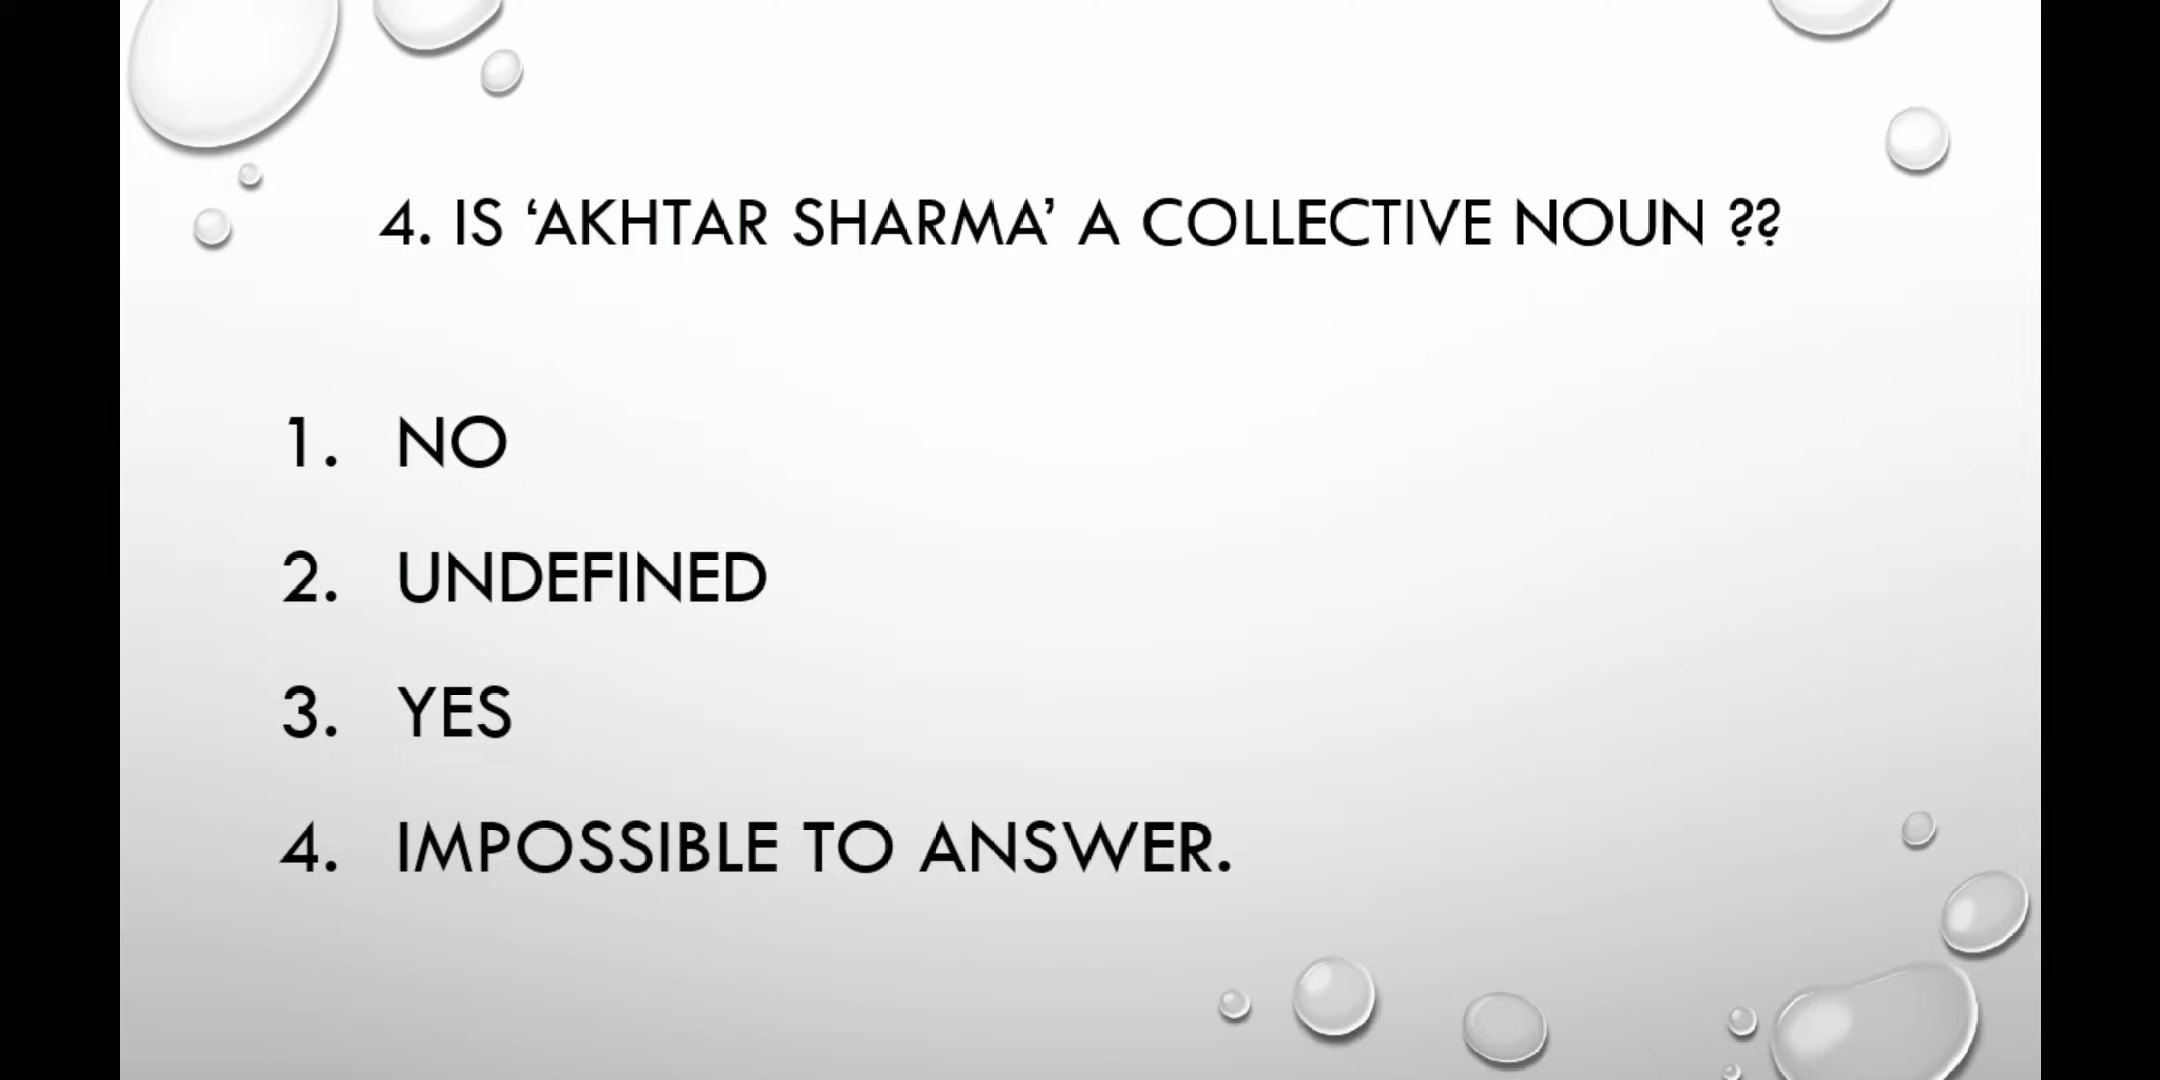 4. IS ‘AKHTAR SHARMA’ A COLLECTIVE NOUN ??
1. NO
2. UNDEFINED
3. YES
4. IMPOSSIBLE TO ANSWER.